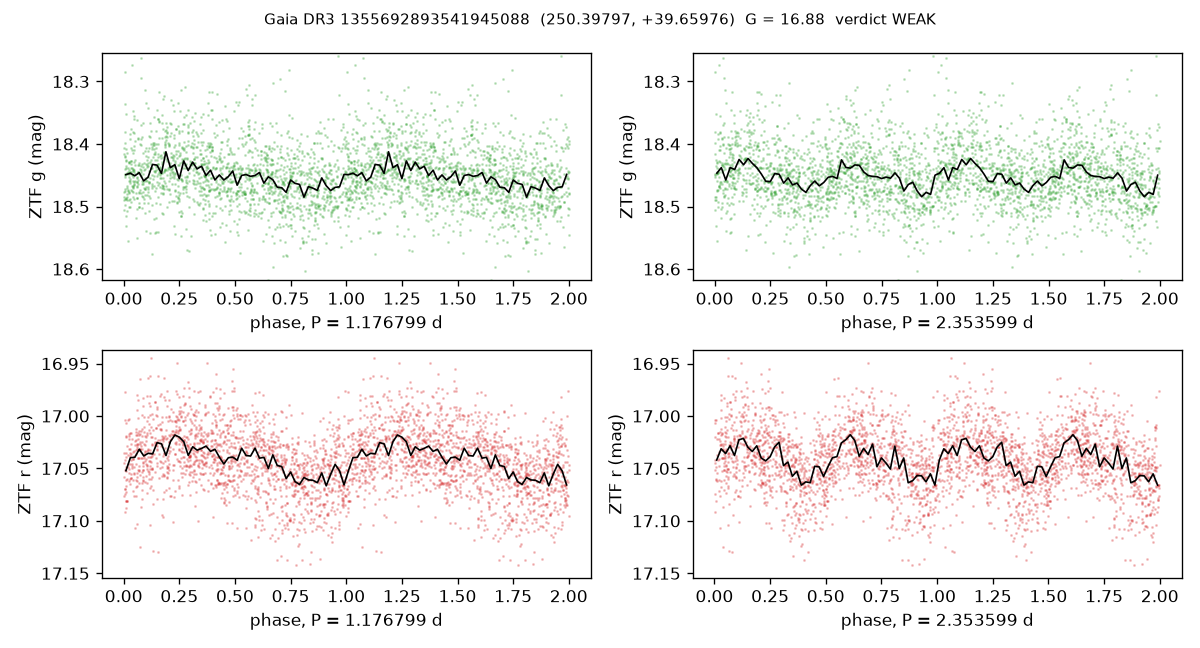 Gaia DR3 1355692893541945088 (250.39797, +39.65976) G = 16.88 verdict WEAK
ZTF g (mag)
18.3
18.4
18.5
18.6
0.00 0.25 0.50 0.75 1.00 1.25 1.50 1.75 2.00
phase, P = 1.176799 d
ZTF g (mag)
18.3
18.4
18.5
18.6
0.00 0.25 0.50 0.75 1.00 1.25 1.50 1.75 2.00
phase, P = 2.353599 d
ZTF r (mag)
16.95
17.00
17.05
17.10
17.15
0.00 0.25 0.50 0.75 1.00 1.25 1.50 1.75 2.00
phase, P = 1.176799 d
ZTF r (mag)
16.95
17.00
17.05
17.10
17.15
0.00 0.25 0.50 0.75 1.00 1.25 1.50 1.75 2.00
phase, P = 2.353599 d